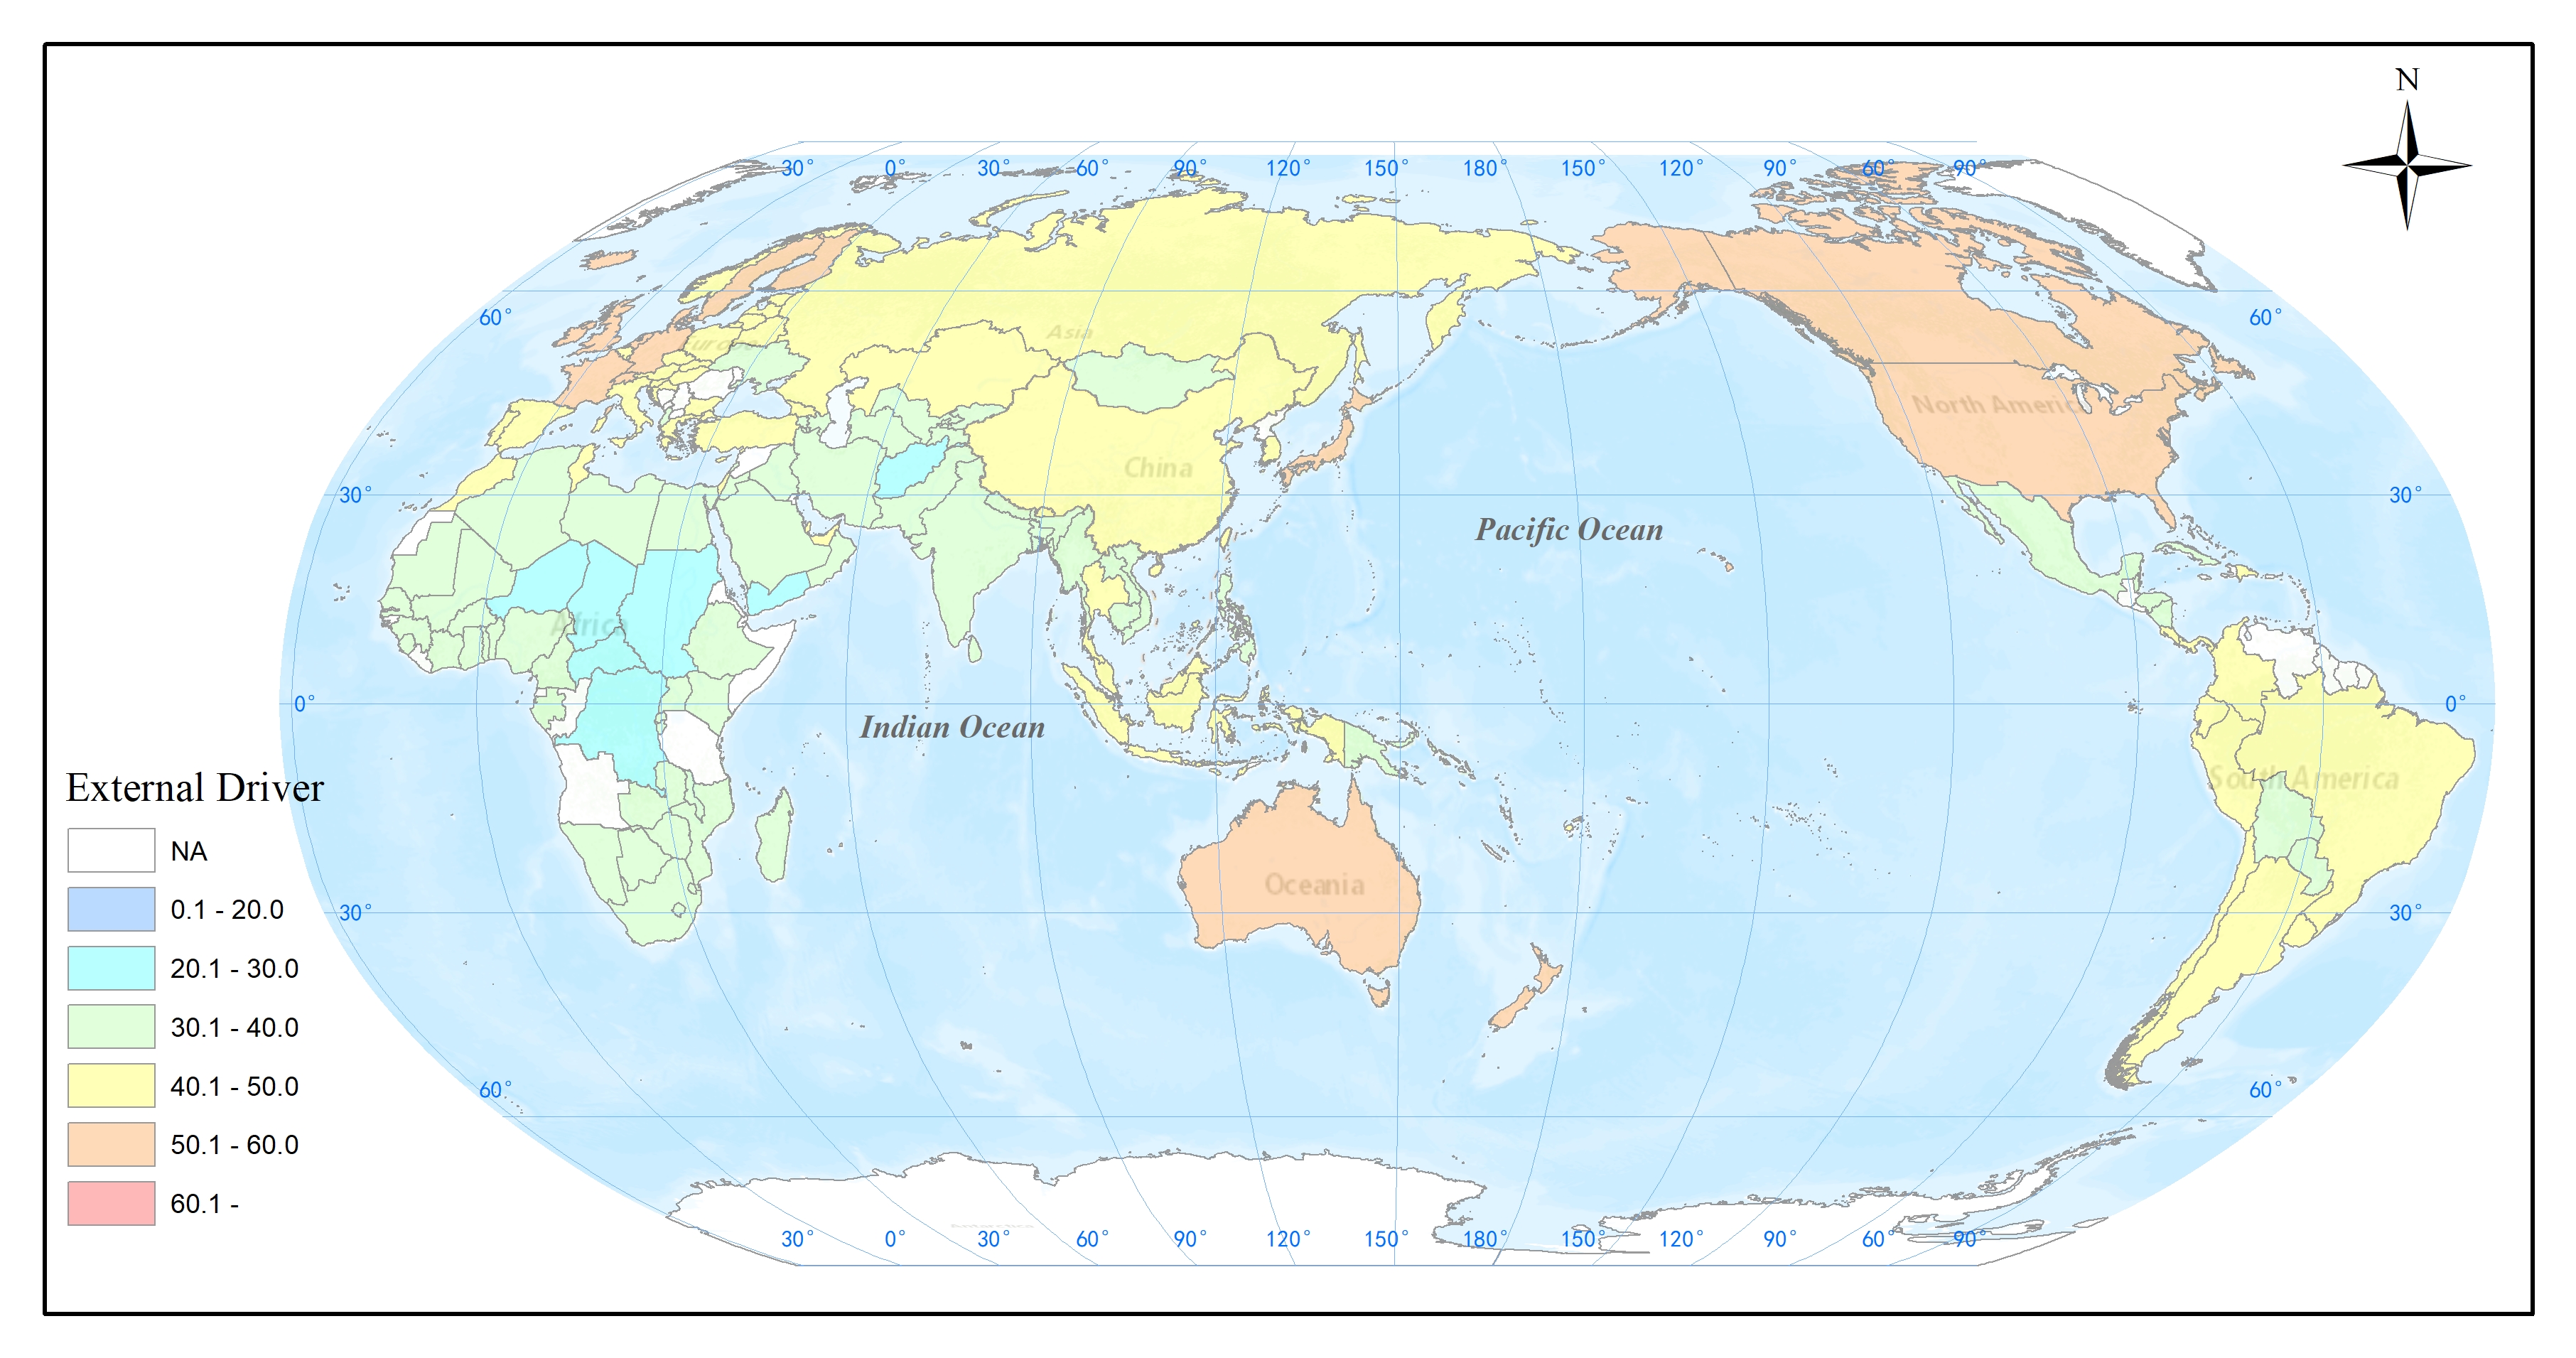 N
30° 0° 30° 60° 90° 120° 150° 180° 150° 120° 90° 60° 90°
60° 60°
Asia
Europe
North America
China
30° 30°
Pacific Ocean
Africa
0° 0°
Indian Ocean
South America
External Driver
NA
Oceania
0.1 - 20.0
30° 30°
20.1 - 30.0
30.1 - 40.0
40.1 - 50.0
60° 60°
50.1 - 60.0
60.1 -
Antarctica
30° 0° 30° 60° 90° 120° 150° 180° 150° 120° 90° 60° 90°